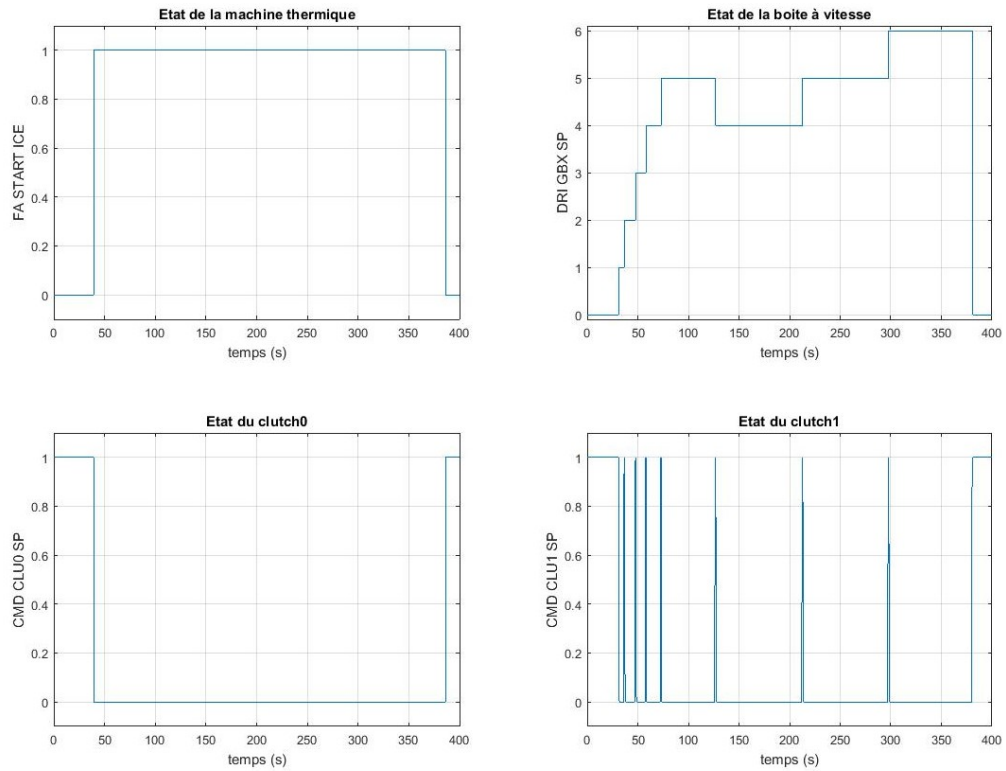 Etat de la machine thermique
FA START ICE
1
0.8
0.6
0.4
0.2
0
0 50 100 150 200 250 300 350 400
temps (s)
Etat de la boite à vitesse
DRI GBX SP
6
5
4
3
2
1
0
0 50 100 150 200 250 300 350 400
temps (s)
Etat du clutch0
CMD CLU0 SP
1
0.8
0.6
0.4
0.2
0
0 50 100 150 200 250 300 350 400
temps (s)
Etat du clutch1
CMD CLU1 SP
1
0.8
0.6
0.4
0.2
0
0 50 100 150 200 250 300 350 400
temps (s)